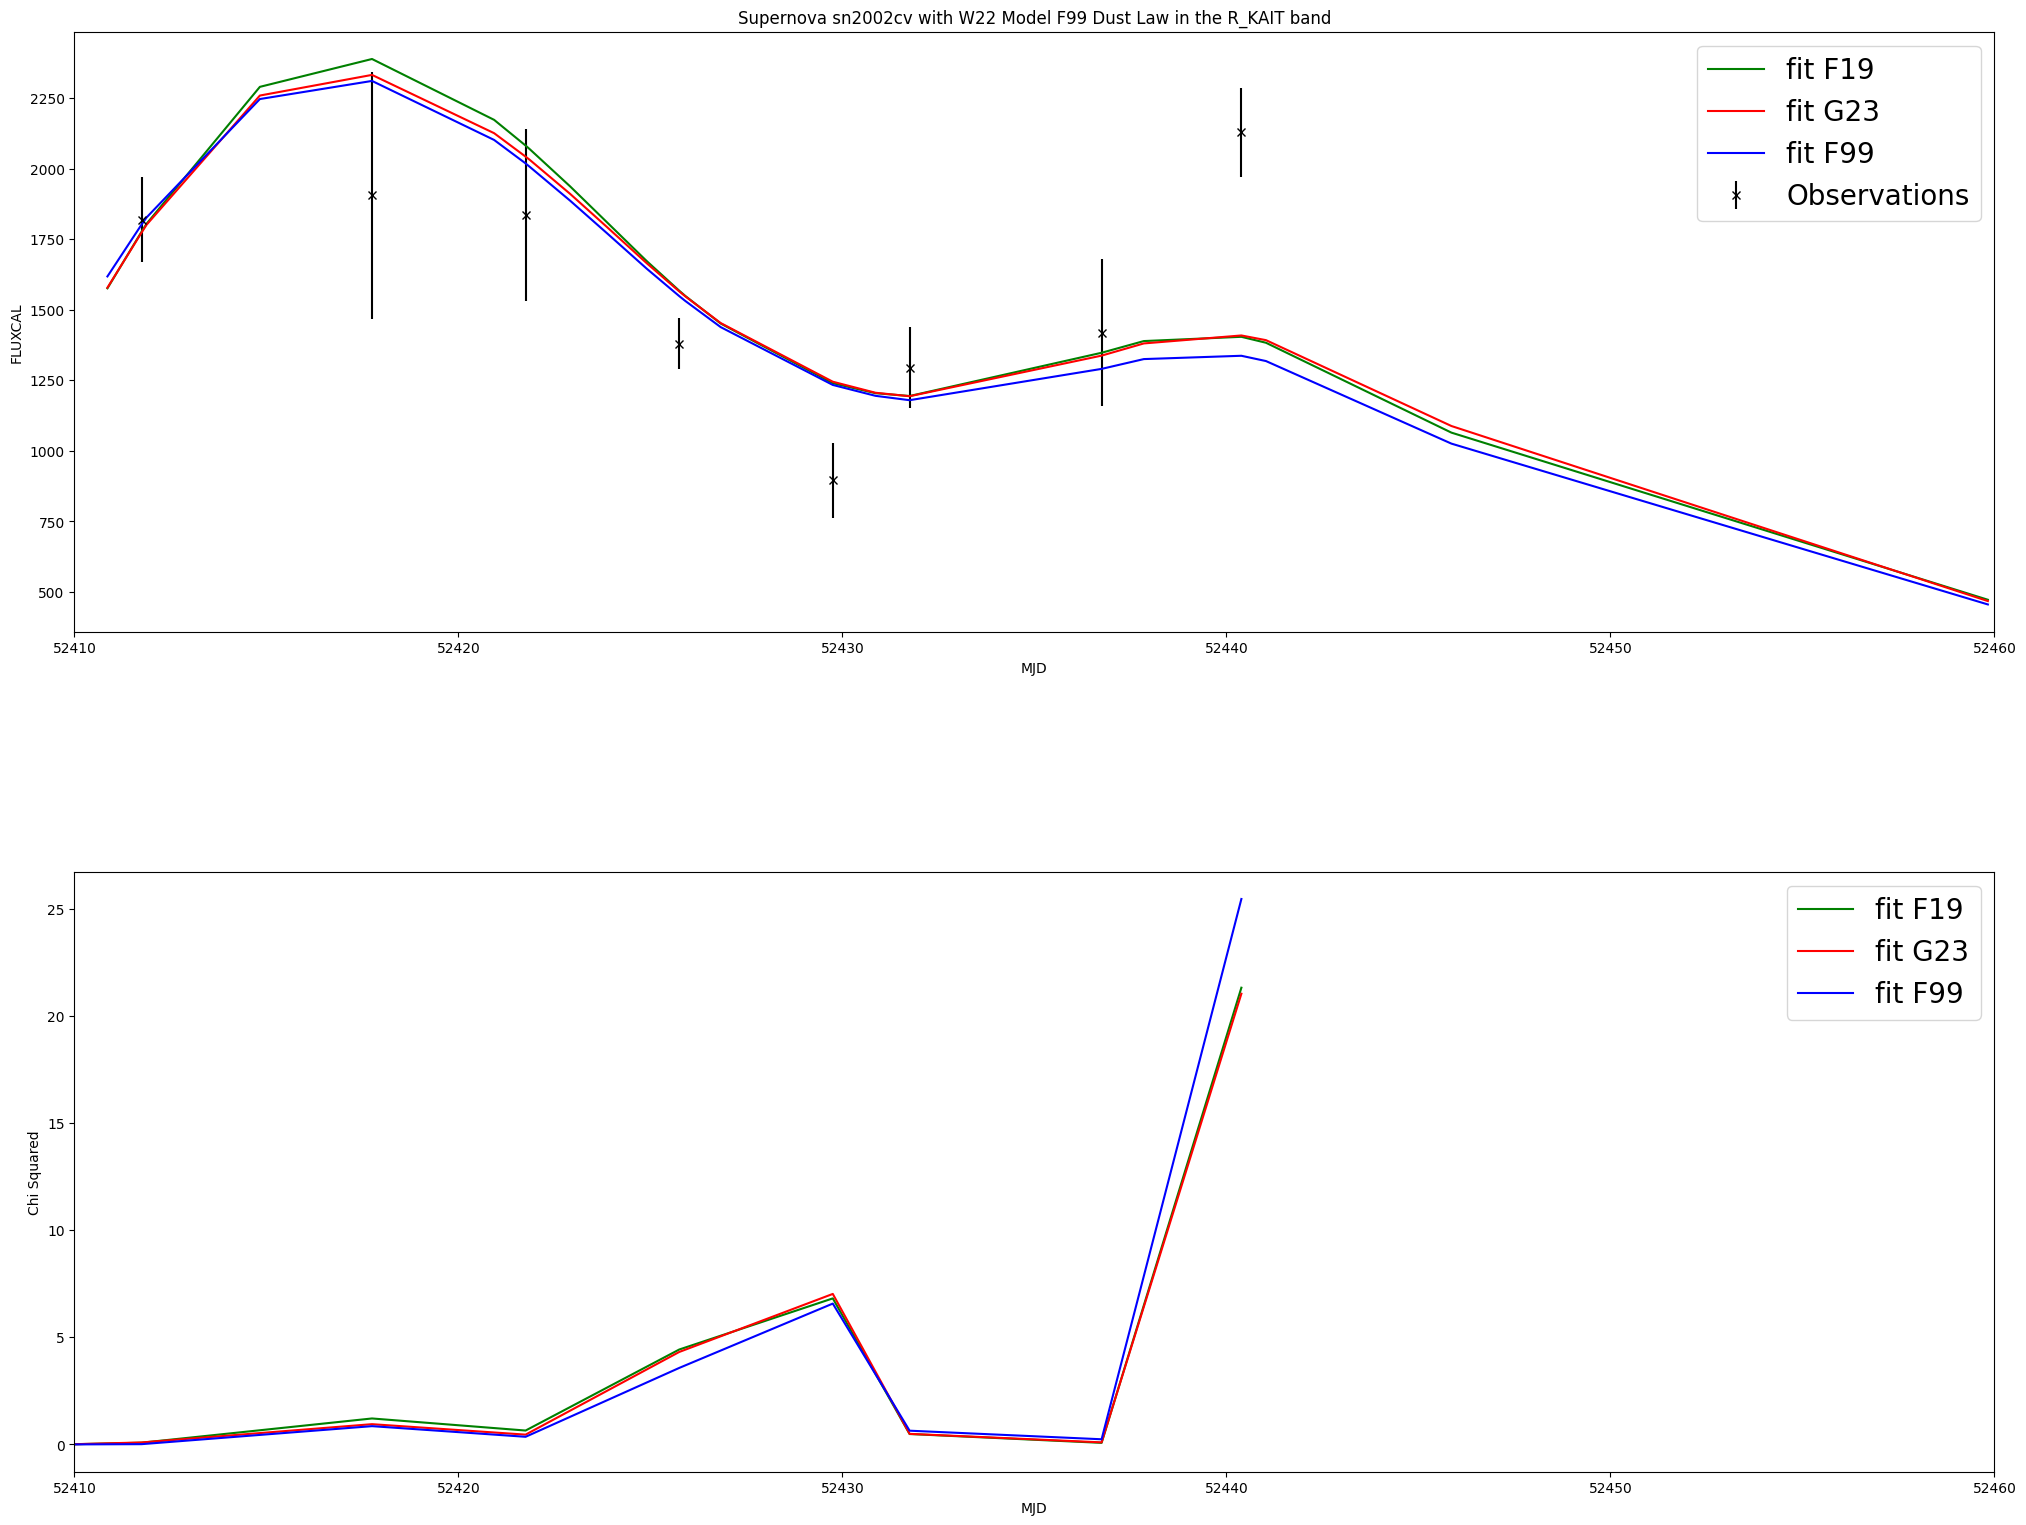 Supernova sn2002cv with W22 Model F99 Dust Law in the R_KAIT band
fit F19
fit G23
fit F99
Observations
FLUXCAL
2250
2000
1750
1500
1250
1000
750
500
52410
52420
52430
52440
52450
52460
MJD
fit F19
fit G23
fit F99
Chi Squared
25
20
15
10
5
0
52410
52420
52430
52440
52450
52460
MJD